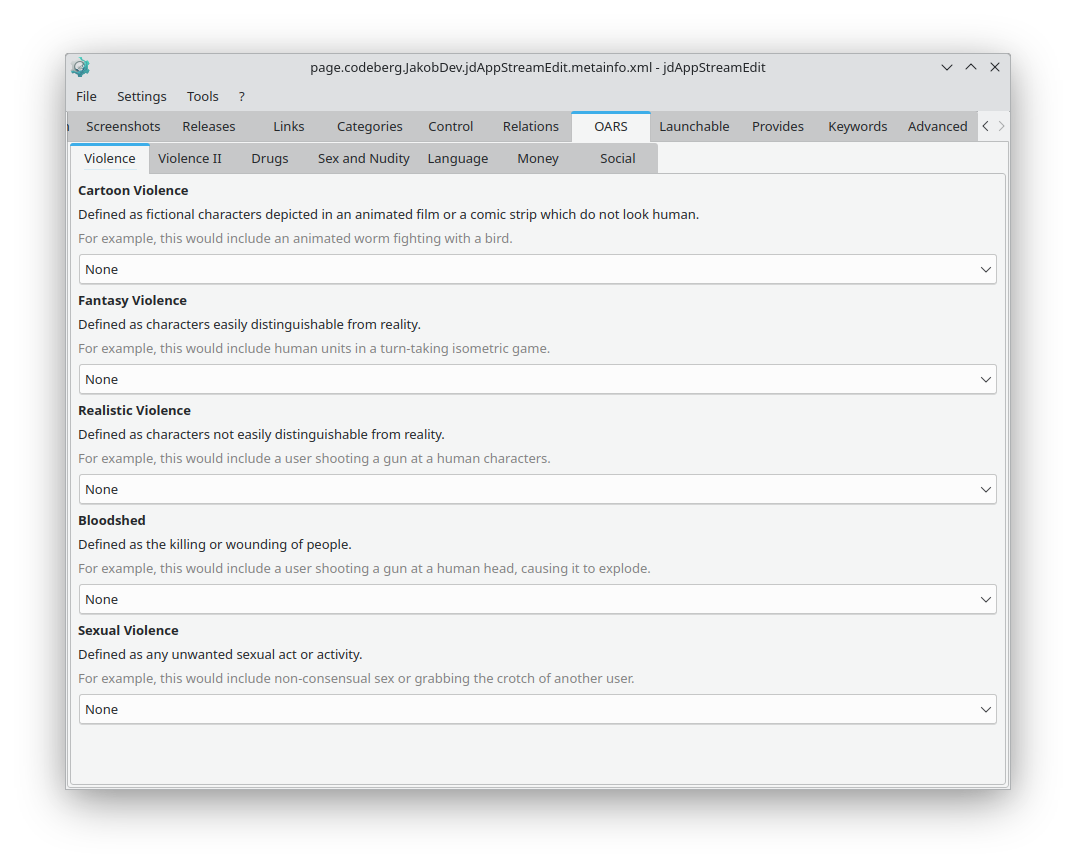 page.codeberg.JakobDev.jdAppStreamEdit.metainfo.xml - jdAppStreamEdit
File Settings Tools ?
Screenshots Releases Links Categories Control Relations OARS Launchable Provides Keywords Advanced
Violence Violence II Drugs Sex and Nudity Language Money Social
Cartoon Violence
Defined as fictional characters depicted in an animated film or a comic strip which do not look human.
For example, this would include an animated worm fighting with a bird.
None
Fantasy Violence
Defined as characters easily distinguishable from reality.
For example, this would include human units in a turn-taking isometric game.
None
Realistic Violence
Defined as characters not easily distinguishable from reality.
For example, this would include a user shooting a gun at a human characters.
None
Bloodshed
Defined as the killing or wounding of people.
For example, this would include a user shooting a gun at a human head, causing it to explode.
None
Sexual Violence
Defined as any unwanted sexual act or activity.
For example, this would include non-consensual sex or grabbing the crotch of another user.
None